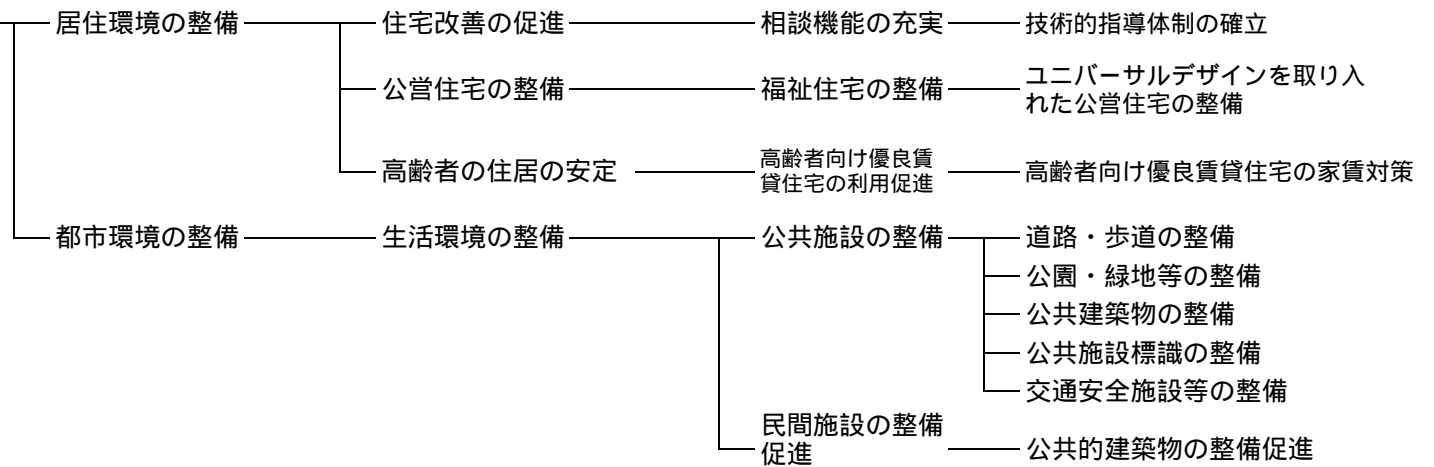 居住環境の整備
住宅改善の促進
相談機能の充実
技術的指導体制の確立
公営住宅の整備
福祉住宅の整備
ユニバーサルデザインを取り入
れた公営住宅の整備
高齢者の住居の安定
高齢者向け優良賃
貸住宅の利用促進
高齢者向け優良賃貸住宅の家賃対策
都市環境の整備
生活環境の整備
公共施設の整備
道路・歩道の整備
公園・緑地等の整備
公共建築物の整備
公共施設標識の整備
交通安全施設等の整備
民間施設の整備
促進
公共的建築物の整備促進